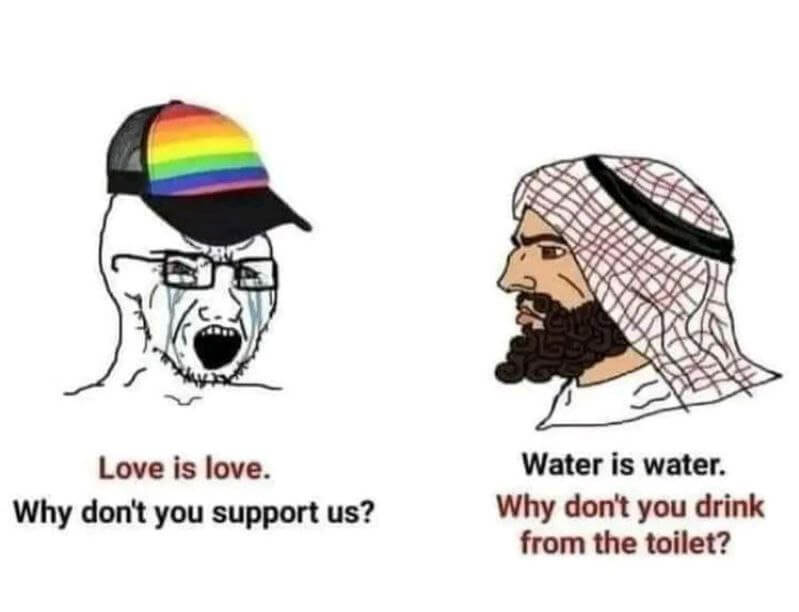 Love is love.
Why don't you support us?
Water is water.
Why don't you drink
from the toilet?